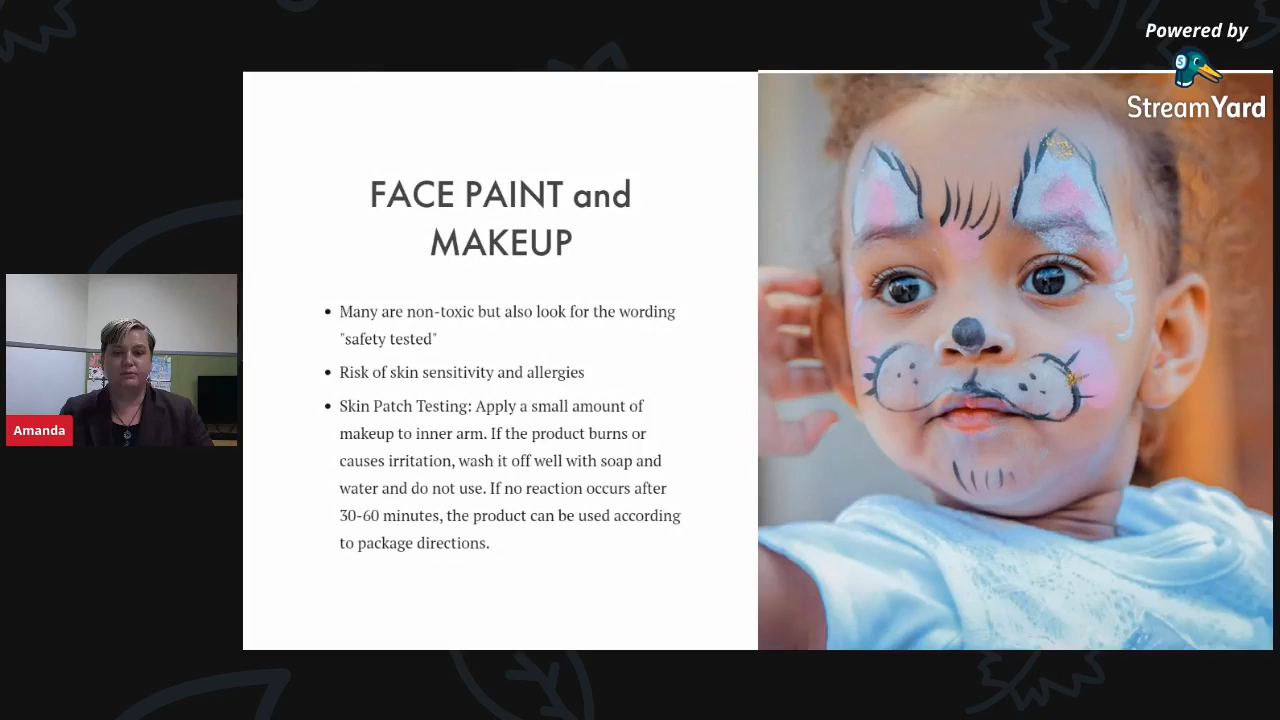 Powered by
StreamYard
FACE PAINT and
MAKEUP
• Many are non-toxic but also look for the wording
"safety tested"
• Risk of skin sensitivity and allergies
• Skin Patch Testing: Apply a small amount of
makeup to inner arm. If the product burns or
causes irritation, wash it off well with soap and
water and do not use. If no reaction occurs after
30-60 minutes, the product can be used according
to package directions.
Amanda